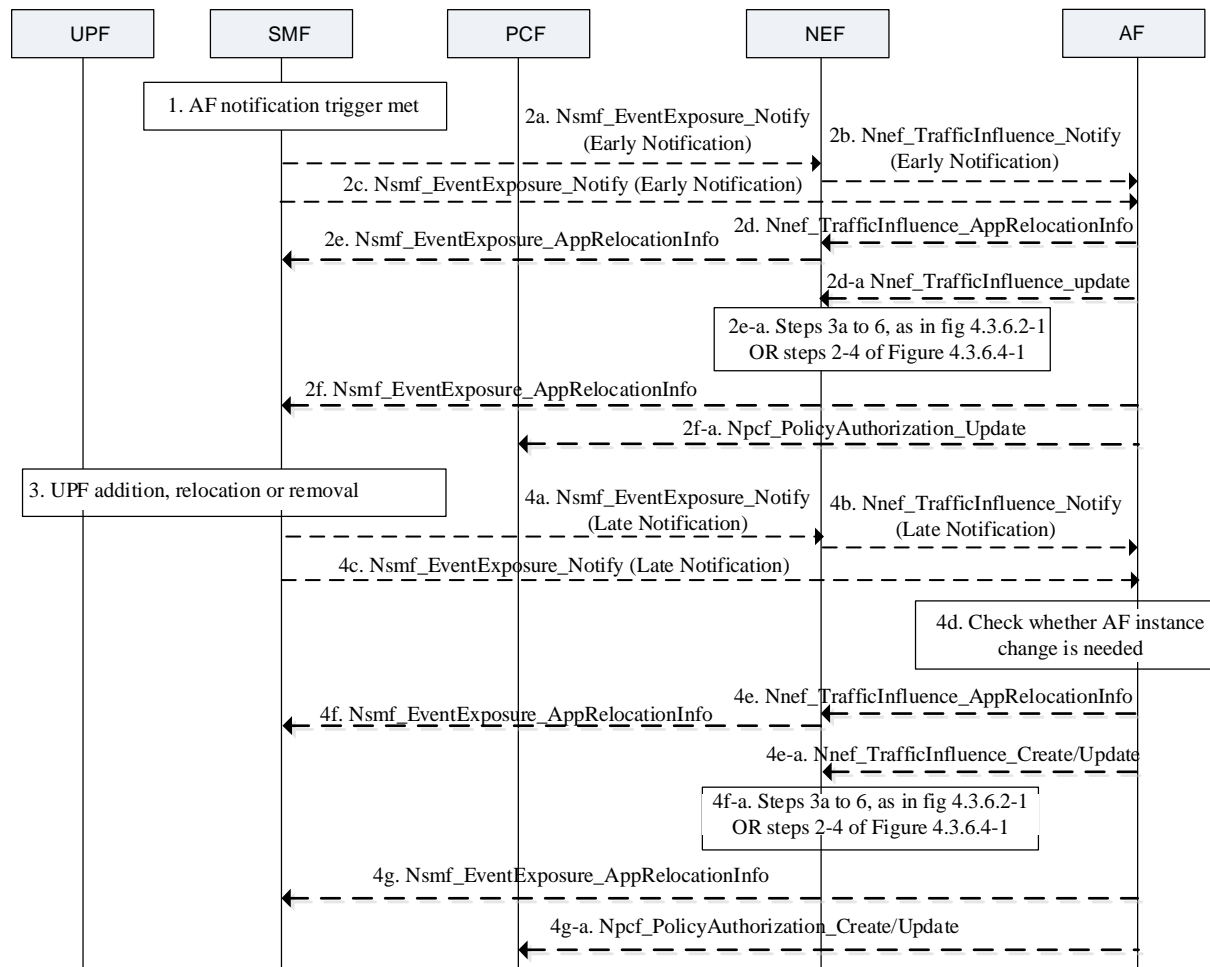 UPF
SMF
PCF
NEF
AF
1. AF notification trigger met
2a. Nsmf_EventExposure_Notify
(Early Notification)
2b. Nnef_TrafficInfluence_Notify
(Early Notification)
2c. Nsmf_EventExposure_Notify (Early Notification)
2d. Nnef_TrafficInfluence_AppRelocationInfo
2e. Nsmf_EventExposure_AppRelocationInfo
2d-a Nnef_TrafficInfluence_update
2e-a. Steps 3a to 6, as in fig 4.3.6.2-1
OR steps 2-4 of Figure 4.3.6.4-1
2f. Nsmf_EventExposure_AppRelocationInfo
2f-a. Npcf_PolicyAuthorization_Update
3. UPF addition, relocation or removal
4a. Nsmf_EventExposure_Notify
(Late Notification)
4b. Nnef_TrafficInfluence_Notify
(Late Notification)
4c. Nsmf_EventExposure_Notify (Late Notification)
4d. Check whether AF instance
change is needed
4e. Nnef_TrafficInfluence_AppRelocationInfo
4f. Nsmf_EventExposure_AppRelocationInfo
4e-a. Nnef_TrafficInfluence_Create/Update
4f-a. Steps 3a to 6, as in fig 4.3.6.2-1
OR steps 2-4 of Figure 4.3.6.4-1
4g. Nsmf_EventExposure_AppRelocationInfo
4g-a. Npcf_PolicyAuthorization_Create/Update